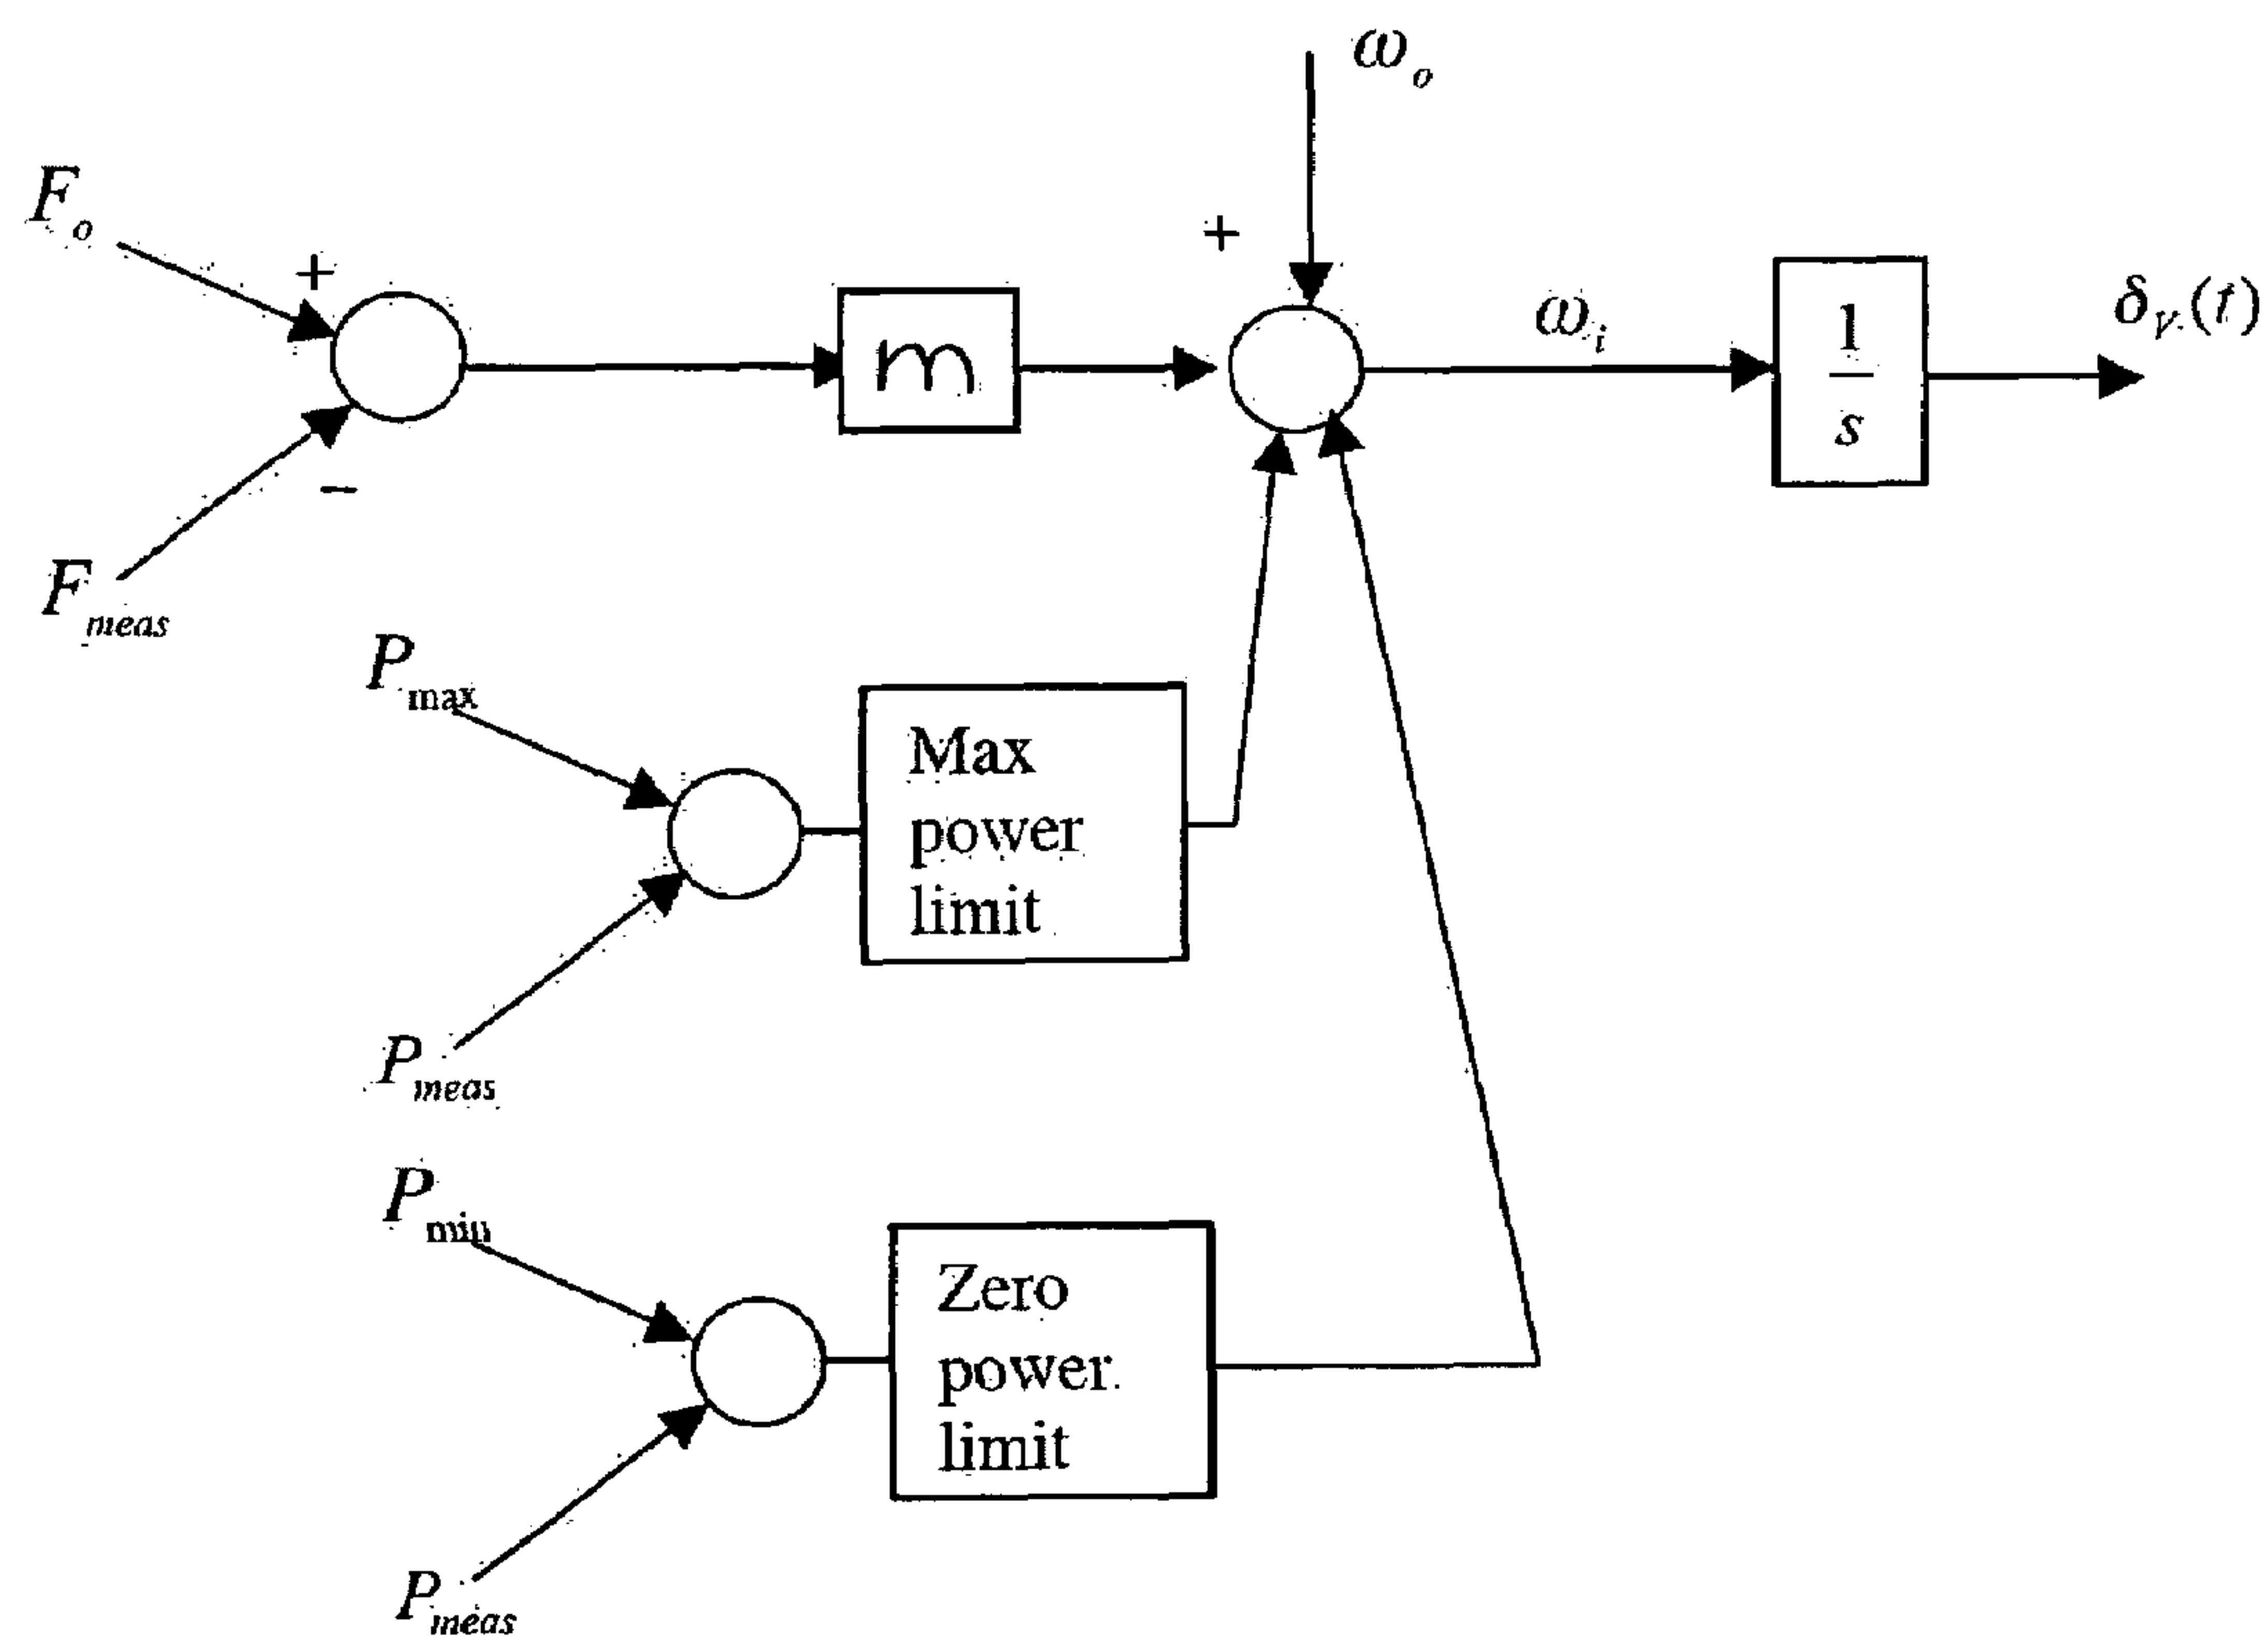 ω_o
F_o
+
+
m
ω_i
1
s
δ_V(t)
−
F_meas
P_max
Max
power
limit
P_meas
P_min
Zero
power
limit
P_meas